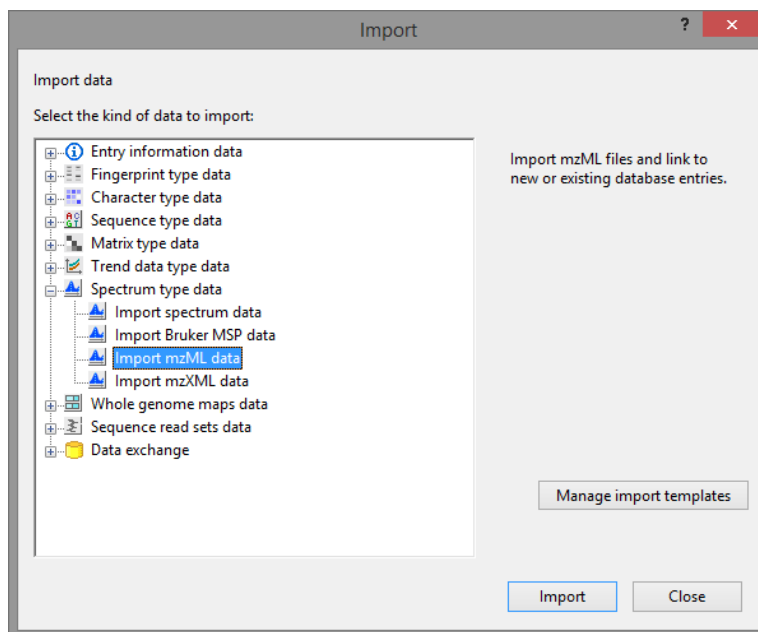 Import
?
Import data
Select the kind of data to import:
Entry information data
Fingerprint type data
Character type data
Sequence type data
Matrix type data
Trend data type data
Spectrum type data
Import spectrum data
Import Bruker MSP data
Import mzML data
Import mzXML data
Whole genome maps data
Sequence read sets data
Data exchange
Import mzML files and link to
new or existing database entries.
Manage import templates
Import
Close